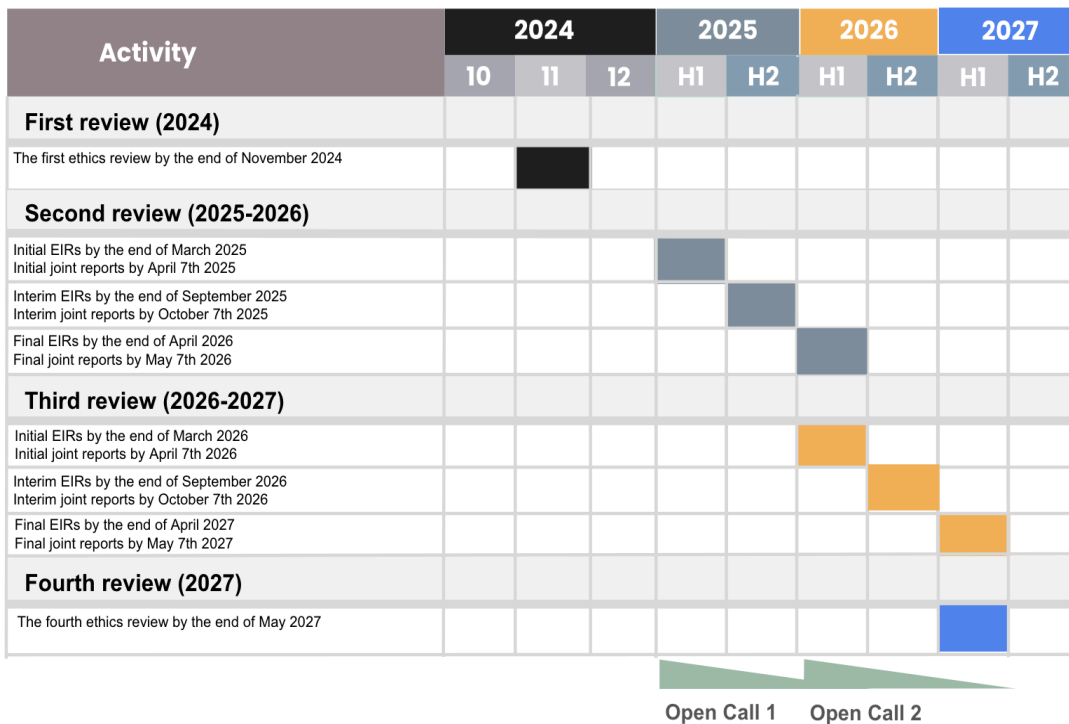 Activity
2024
2025
2026
2027
10
11
12
H1
H2
H1
H2
H1
H2
First review (2024)
The first ethics review by the end of November 2024
Second review (2025-2026)
Initial EIRs by the end of March 2025
Initial joint reports by April 7th 2025
Interim EIRs by the end of September 2025
Interim joint reports by October 7th 2025
Final EIRs by the end of April 2026
Final joint reports by May 7th 2026
Third review (2026-2027)
Initial EIRs by the end of March 2026
Initial joint reports by April 7th 2026
Interim EIRs by the end of September 2026
Interim joint reports by October 7th 2026
Final EIRs by the end of April 2027
Final joint reports by May 7th 2027
Fourth review (2027)
The fourth ethics review by the end of May 2027
Open Call 1
Open Call 2